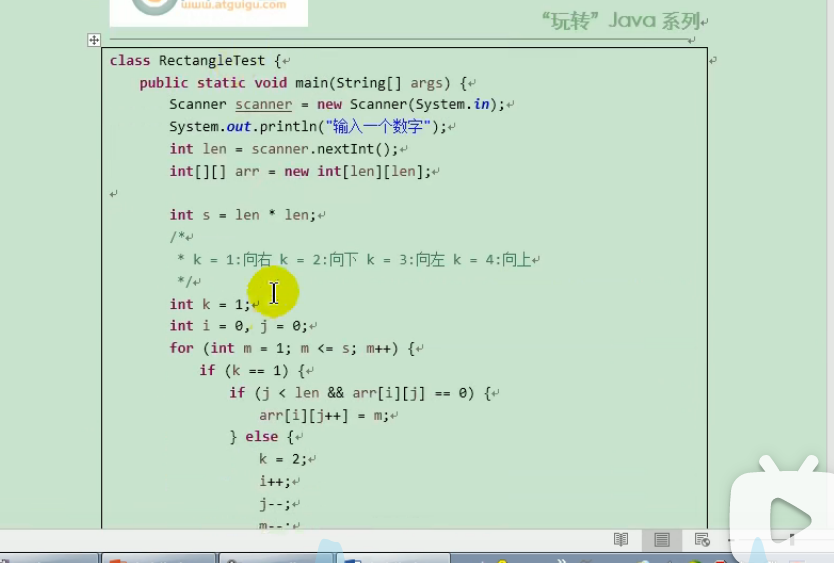 www.atguigu.com
“玩转”Java 系列
class RectangleTest {
public static void main(String[] args) {
Scanner scanner = new Scanner(System.in);
System.out.println("输入一个数字");
int len = scanner.nextInt();
int[][] arr = new int[len][len];
int s = len * len;
/*
* k = 1:向右 k = 2:向下 k = 3:向左 k = 4:向上
*/
int k = 1;
int i = 0, j = 0;
for (int m = 1; m <= s; m++) {
if (k == 1) {
if (j < len && arr[i][j] == 0) {
arr[i][j++] = m;
} else {
k = 2;
i++;
j--;
m--;